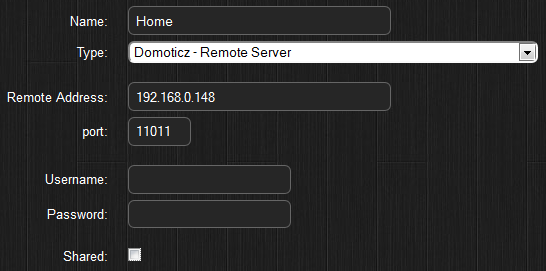 Name: Home
Type: Domoticz - Remote Server
Remote Address: 192.168.0.148
port: 11011
Username:
Password:
Shared: